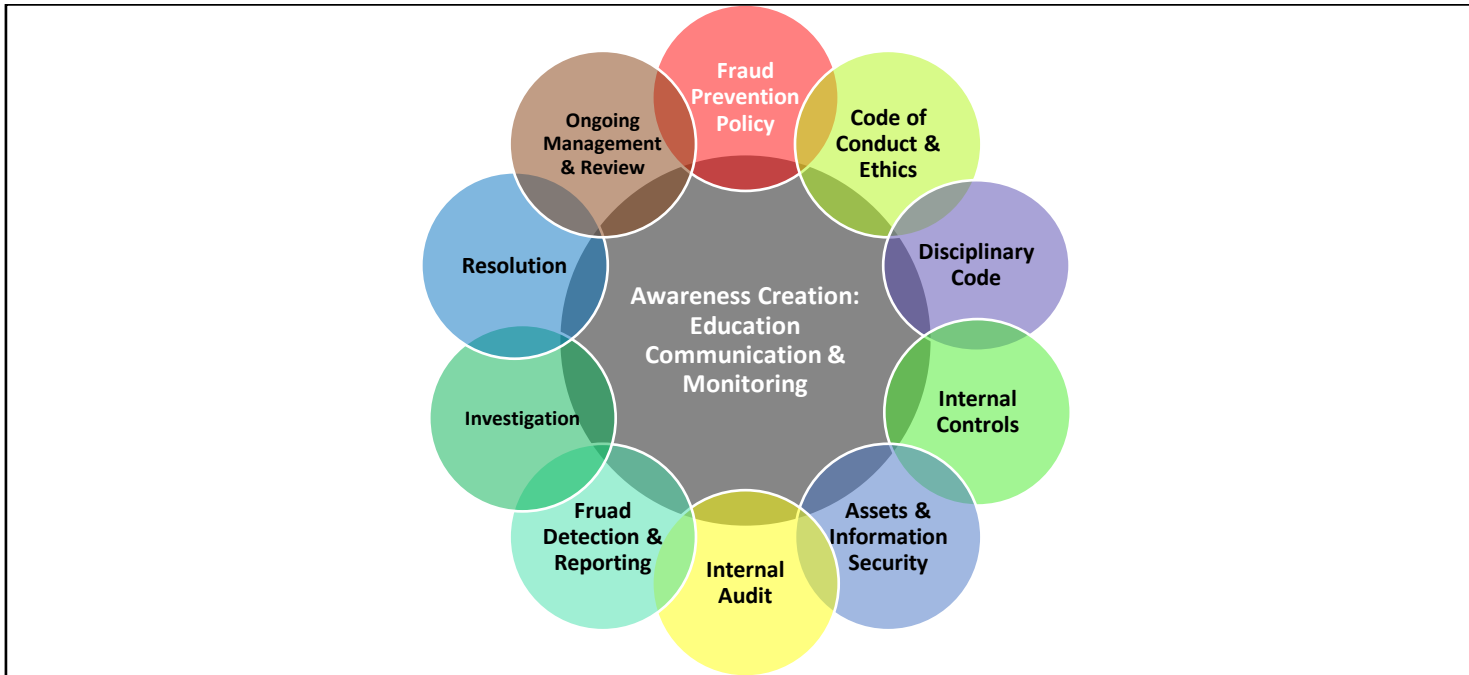 Fraud
Prevention
Policy
Code of
Conduct &
Ethics
Disciplinary
Code
Internal
Controls
Assets &
Information
Security
Internal
Audit
Fruad
Detection &
Reporting
Investigation
Resolution
Ongoing
Management
& Review
Awareness Creation:
Education
Communication &
Monitoring